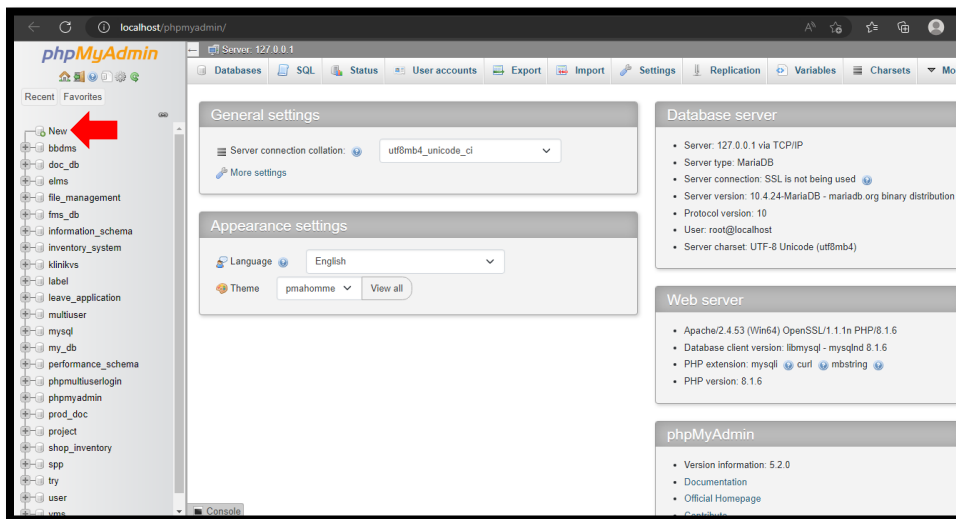 localhost/phpmyadmin/
phpMyAdmin
Recent Favorites
New
bbdms
doc_db
elms
file_management
fms_db
information_schema
inventory_system
klinikvs
label
leave_application
multiuser
mysql
my_db
performance_schema
phpmultiuserlogin
phpmyadmin
prod_doc
project
shop_inventory
spp
try
user
vms
Server: 127.0.0.1
Databases SQL Status User accounts Export Import Settings Replication Variables Charsets Mo
General settings
Server connection collation: utf8mb4_unicode_ci
More settings
Appearance settings
Language English
Theme pmahomme View all
Console
Database server
Server: 127.0.0.1 via TCP/IP
Server type: MariaDB
Server connection: SSL is not being used
Server version: 10.4.24-MariaDB - mariadb.org binary distribution
Protocol version: 10
User: root@localhost
Server charset: UTF-8 Unicode (utf8mb4)
Web server
Apache/2.4.53 (Win64) OpenSSL/1.1.1n PHP/8.1.6
Database client version: libmysql - mysqlnd 8.1.6
PHP extension: mysqli curl mbstring
PHP version: 8.1.6
phpMyAdmin
Version information: 5.2.0
Documentation
Official Homepage
Contribute